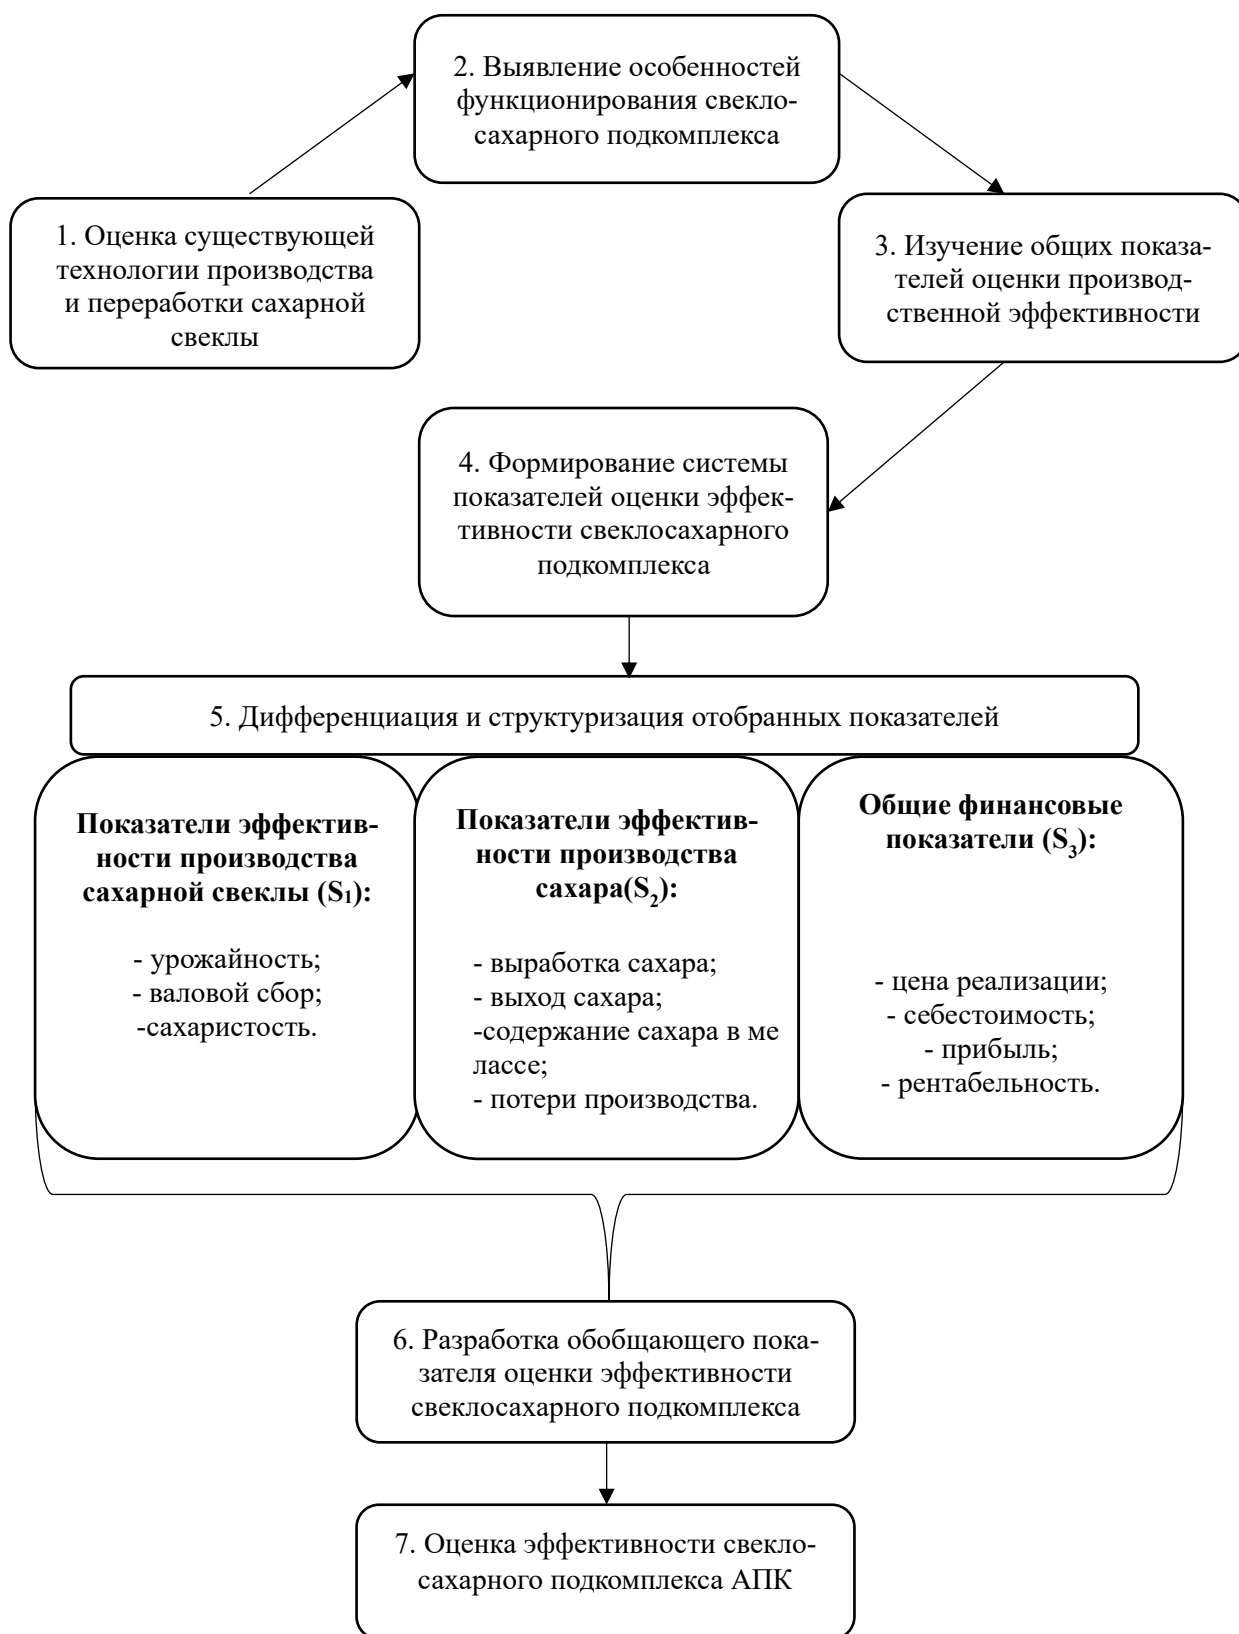 2. Выявление особенностей
функционирования свекло-
сахарного подкомплекса
1. Оценка существующей
технологии производства
и переработки сахарной
свеклы
3. Изучение общих показа-
телей оценки производ-
ственной эффективности
4. Формирование системы
показателей оценки эффек-
тивности свеклосахарного
подкомплекса
5. Дифференциация и структуризация отобранных показателей
Показатели эффектив-
ности производства
сахарной свеклы (S₁):
- урожайность;
- валовой сбор;
-сахаристость.
Показатели эффектив-
ности производства
сахара(S₂):
- выработка сахара;
- выход сахара;
-содержание сахара в ме
лассе;
- потери производства.
Общие финансовые
показатели (S₃):
- цена реализации;
- себестоимость;
- прибыль;
- рентабельность.
6. Разработка обобщающего пока-
зателя оценки эффективности
свеклосахарного подкомплекса
7. Оценка эффективности свекло-
сахарного подкомплекса АПК